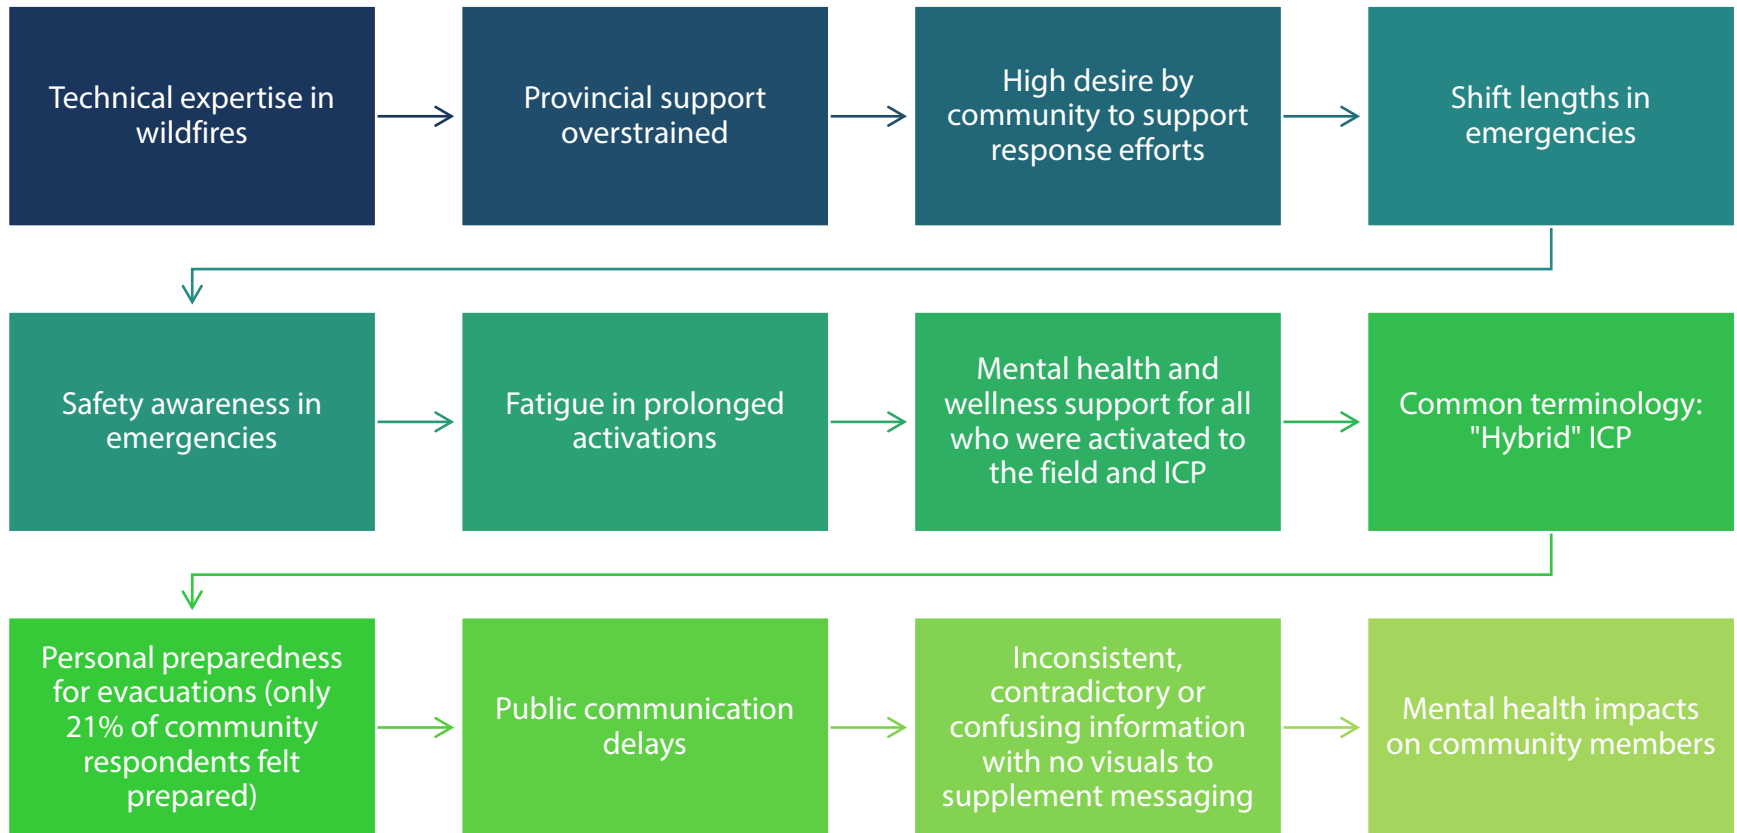 Technical expertise in
wildfires
Provincial support
overstrained
High desire by
community to support
response efforts
Shift lengths in
emergencies
Safety awareness in
emergencies
Fatigue in prolonged
activations
Mental health and
wellness support for all
who were activated to
the field and ICP
Common terminology:
"Hybrid" ICP
Personal preparedness
for evacuations (only
21% of community
respondents felt
prepared)
Public communication
delays
Inconsistent,
contradictory or
confusing information
with no visuals to
supplement messaging
Mental health impacts
on community members